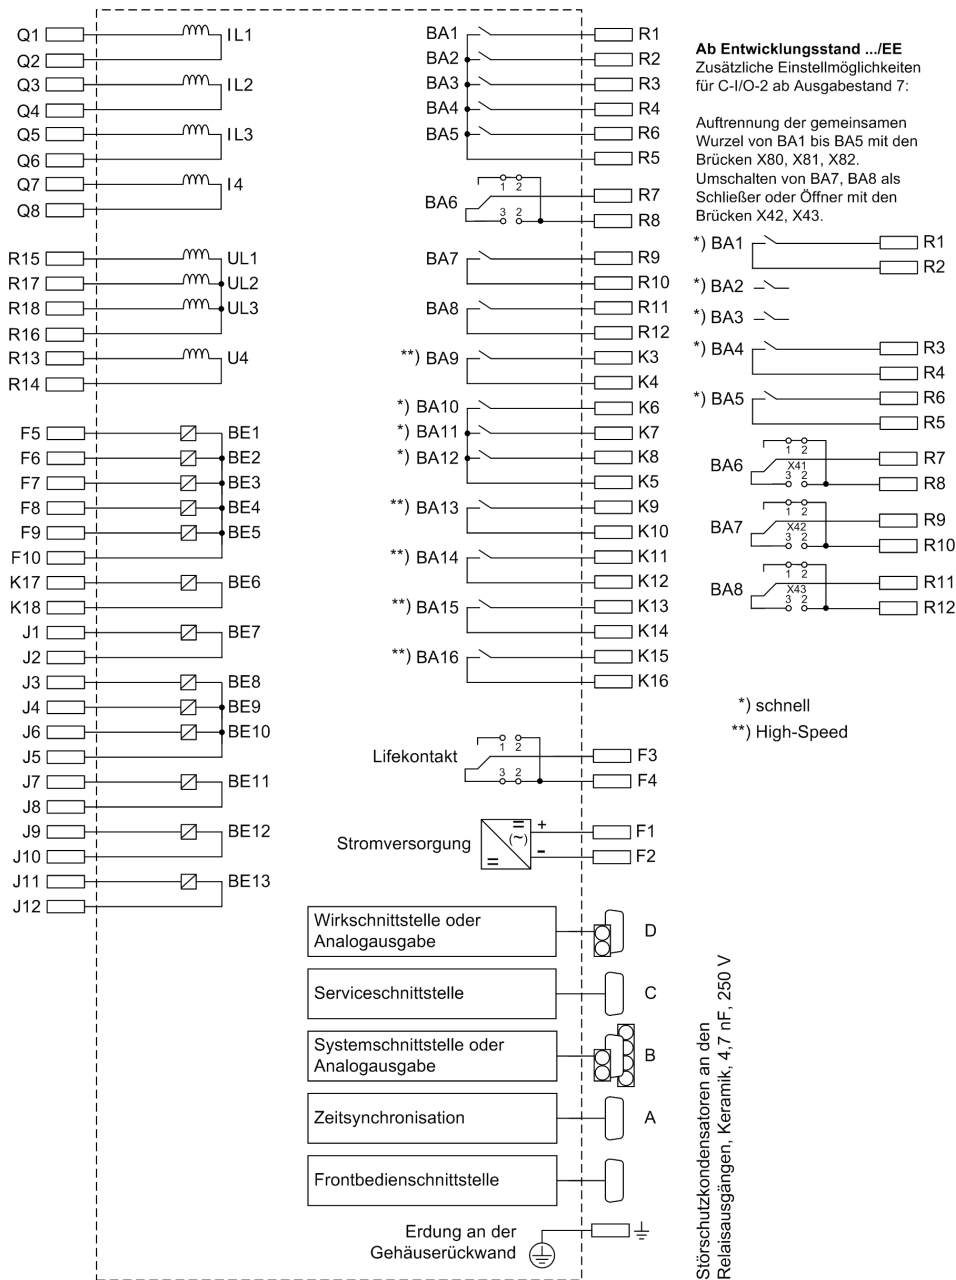 Q1
IL1
Q2
Q3
IL2
Q4
Q5
IL3
Q6
Q7
I4
Q8
R15
UL1
R17
UL2
R18
UL3
R16
R13
U4
R14
F5
BE1
F6
BE2
F7
BE3
F8
BE4
F9
BE5
F10
K17
BE6
K18
J1
BE7
J2
J3
BE8
J4
BE9
J6
BE10
J5
J7
BE11
J8
J9
BE12
J10
J11
BE13
J12
BA1
R1
BA2
R2
BA3
R3
BA4
R4
BA5
R6
R5
1 2
BA6
R7
3 2
R8
BA7
R9
R10
BA8
R11
R12
**) BA9
K3
K4
*) BA10
K6
*) BA11
K7
*) BA12
K8
K5
**) BA13
K9
K10
**) BA14
K11
K12
**) BA15
K13
K14
**) BA16
K15
K16
1 2
Lifekontakt
F3
3 2
F4
Stromversorgung
= + F1
(~)
= - F2
Wirkschnittstelle oder
Analogausgabe
D
Serviceschnittstelle
C
Systemschnittstelle oder
Analogausgabe
B
Zeitsynchronisation
A
Frontbedienschnittstelle
Erdung an der
Gehäuserückwand
Ab Entwicklungsstand .../EE
Zusätzliche Einstellmöglichkeiten
für C-I/O-2 ab Ausgabestand 7:
Auftrennung der gemeinsamen
Wurzel von BA1 bis BA5 mit den
Brücken X80, X81, X82.
Umschalten von BA7, BA8 als
Schließer oder Öffner mit den
Brücken X42, X43.
*) BA1
R1
R2
*) BA2
*) BA3
*) BA4
R3
R4
*) BA5
R6
R5
1 2
BA6
X41
R7
3 2
R8
1 2
BA7
X42
R9
3 2
R10
1 2
BA8
X43
R11
3 2
R12
*) schnell
**) High-Speed
Störschutzkondensatoren an den
Relaisausgängen, Keramik, 4,7 nF, 250 V